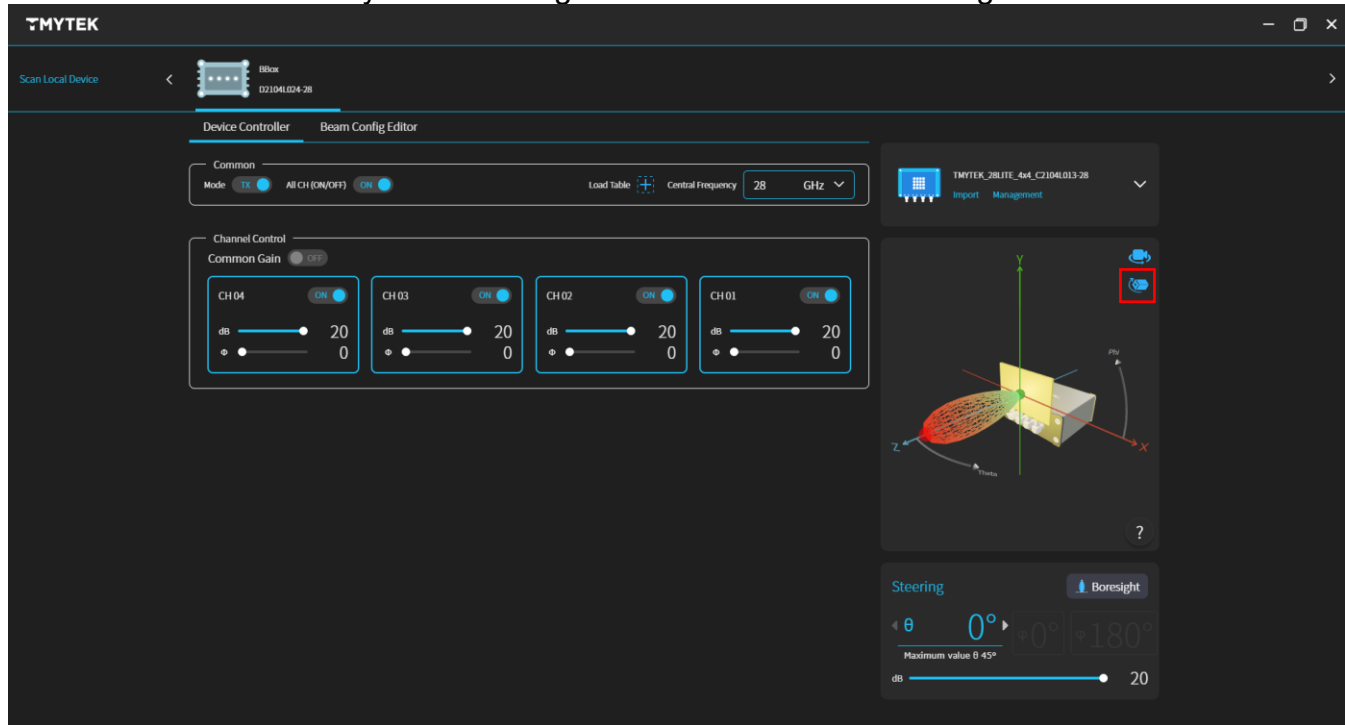 TMYTEK
Scan Local Device
BBox
D2104L024-28
Device Controller Beam Config Editor
Common
Mode TX All CH (ON/OFF) ON Load Table Central Frequency 28 GHz
TMYTEK_28LITE_4x4_C2104L013-28
Import Management
Channel Control
Common Gain OFF
CH 04 ON CH 03 ON CH 02 ON CH 01 ON
dB 20 dB 20 dB 20 dB 20
Φ 0 Φ 0 Φ 0 Φ 0
Y
Phi
Z X
Theta
?
Steering Boresight
θ 0° Φ0° Φ180°
Maximum value θ 45°
dB 20